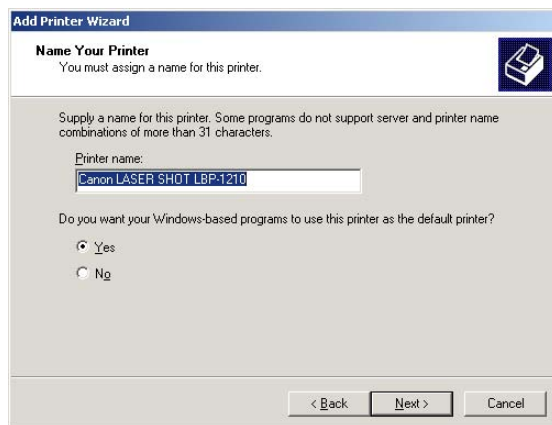 Add Printer Wizard
Name Your Printer
You must assign a name for this printer.
Supply a name for this printer. Some programs do not support server and printer name
combinations of more than 31 characters.
Printer name:
Canon LASER SHOT LBP-1210
Do you want your Windows-based programs to use this printer as the default printer?
Yes
No
< Back Next > Cancel